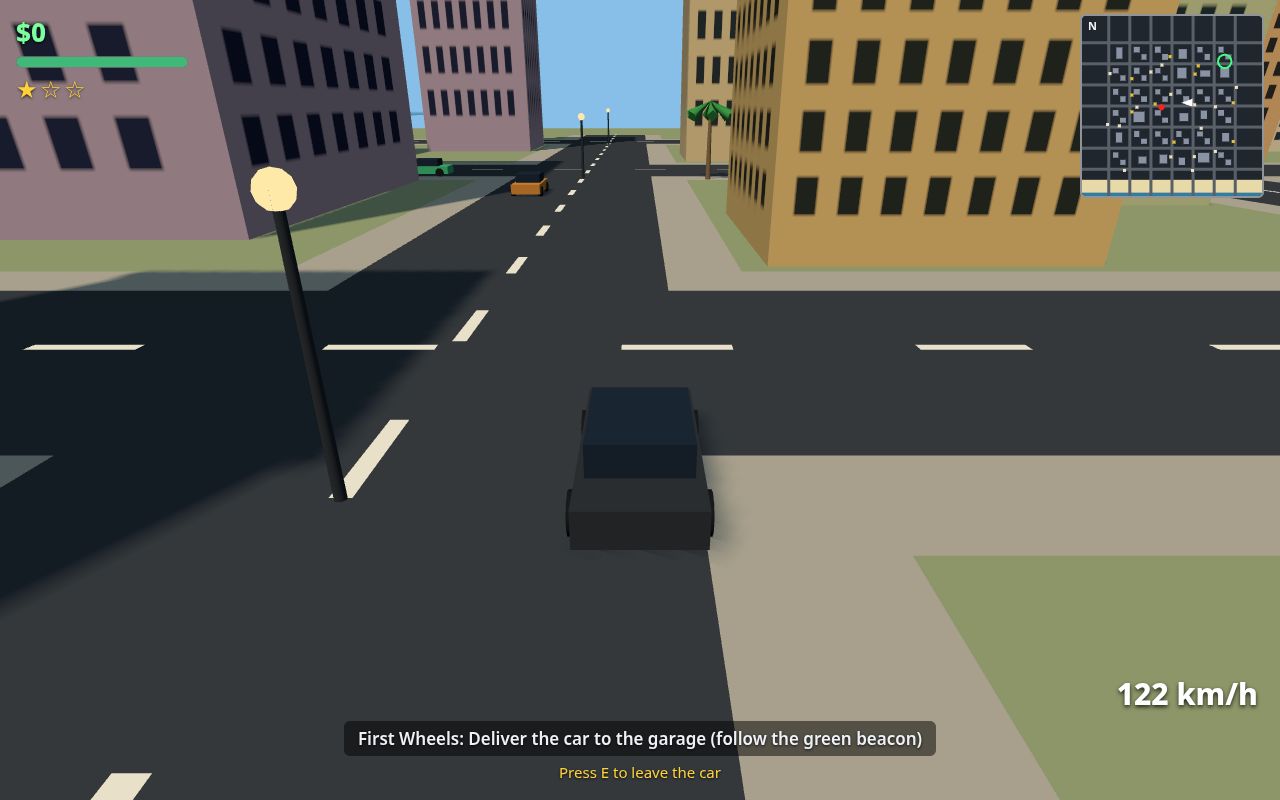 $0
N
122 km/h
First Wheels: Deliver the car to the garage (follow the green beacon)
Press E to leave the car